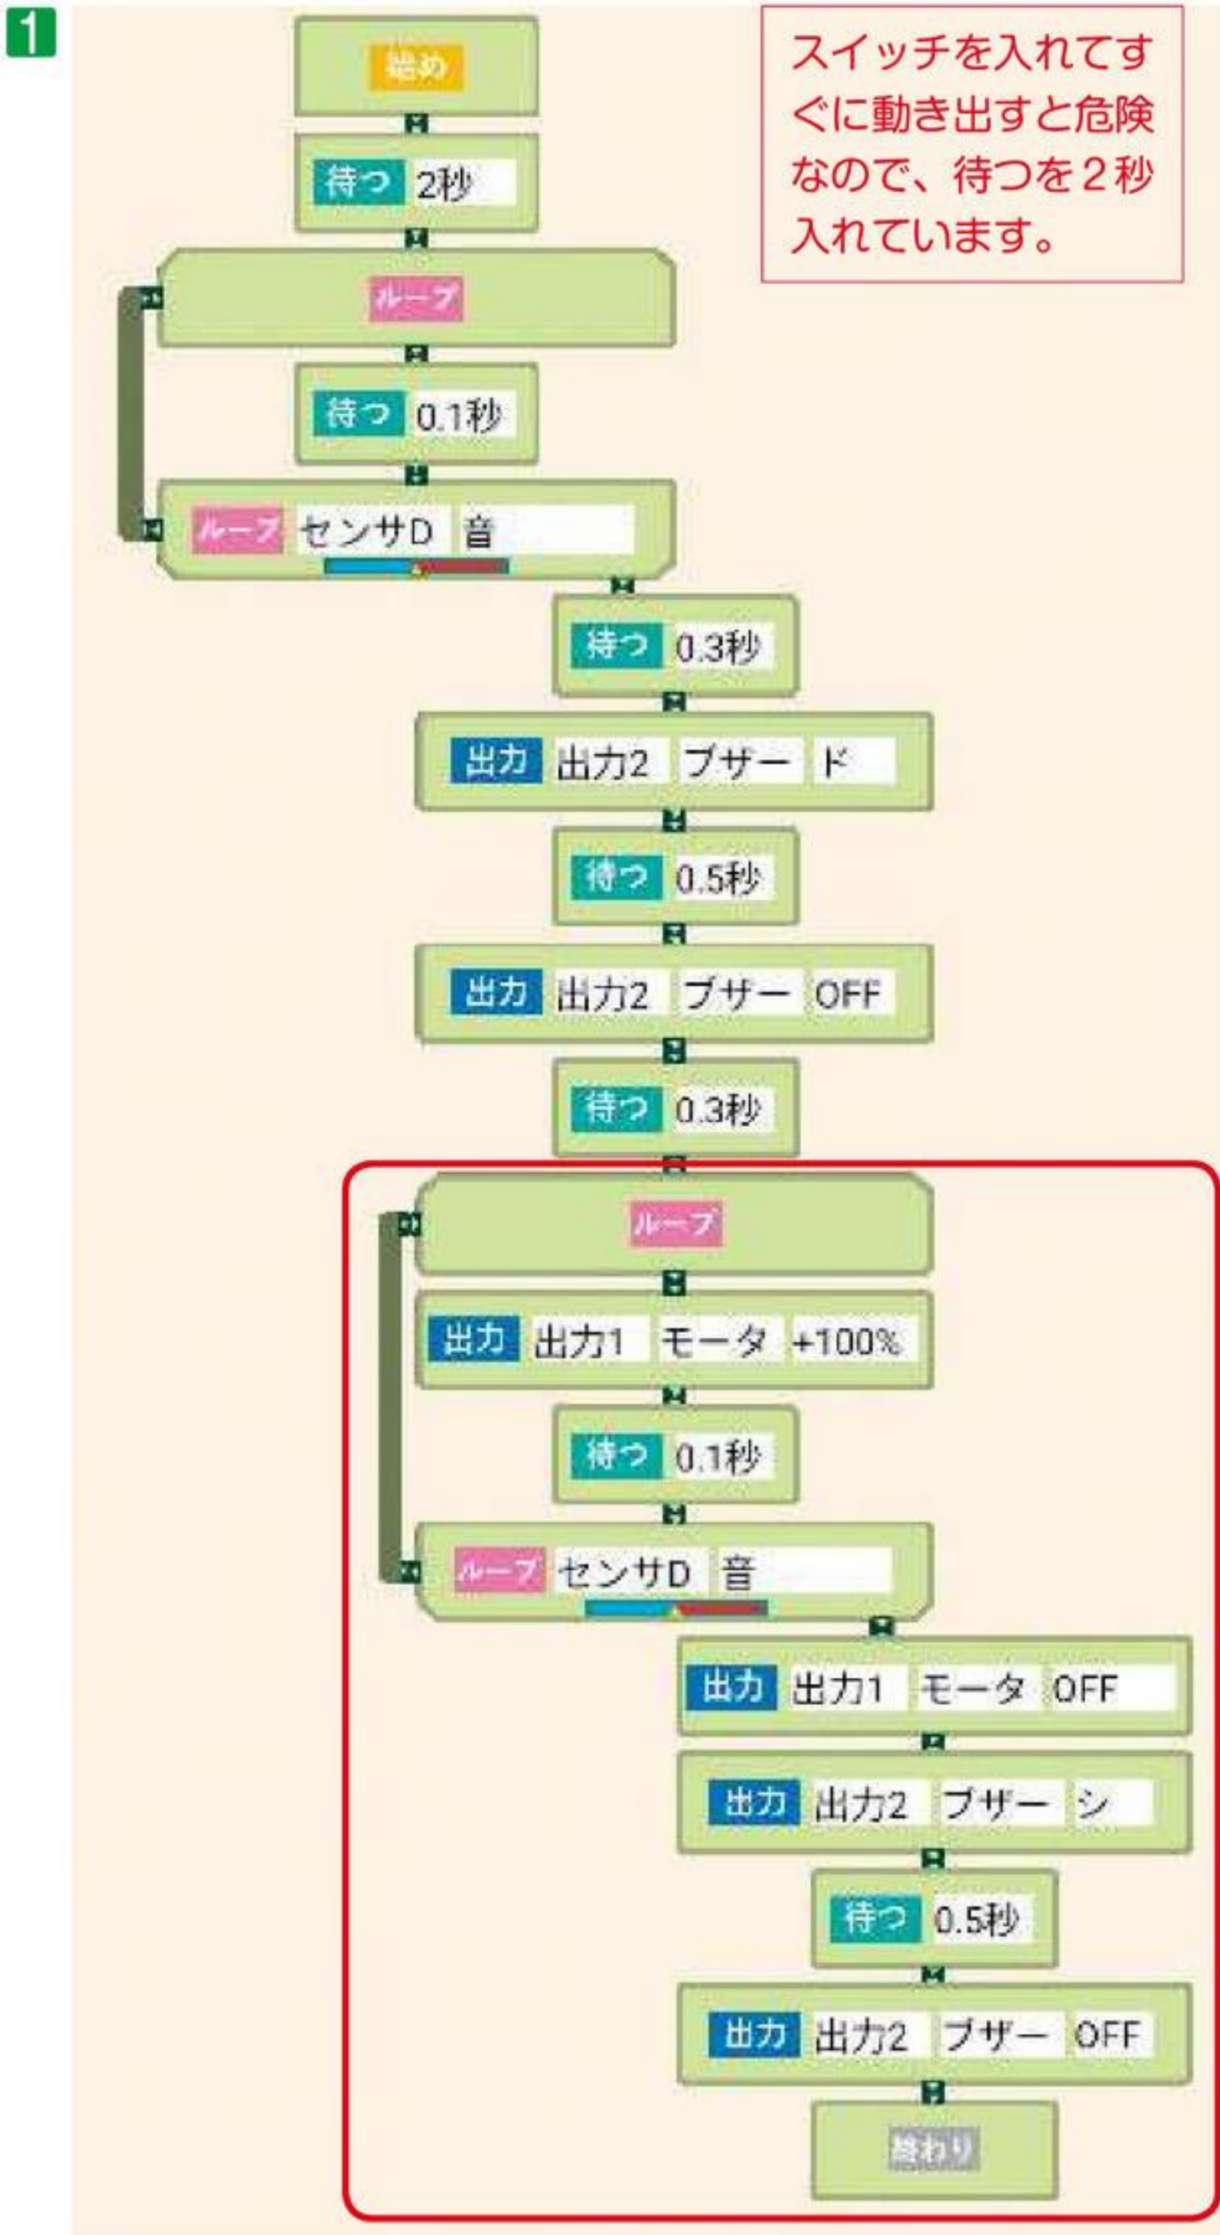 1
スイッチを入れてす
ぐに動き出すと危険
なので、待つを2秒
入れています。
始め
待つ 2秒
ループ
待つ 0.1秒
ループ センサD 音
待つ 0.3秒
出力 出力2 ブザー ド
待つ 0.5秒
出力 出力2 ブザー OFF
待つ 0.3秒
ループ
出力 出力1 モータ +100%
待つ 0.1秒
ループ センサD 音
出力 出力1 モータ OFF
出力 出力2 ブザー シ
待つ 0.5秒
出力 出力2 ブザー OFF
終わり